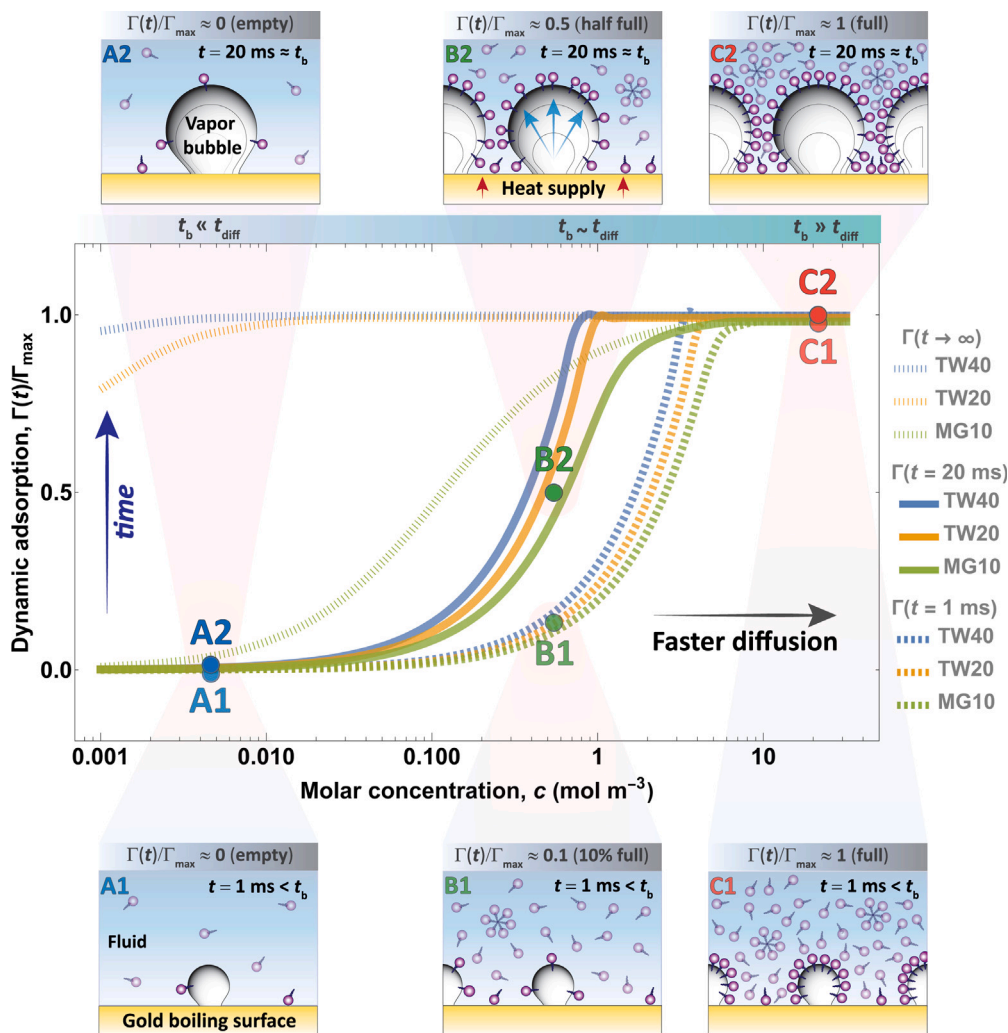 Γ(t)/Γmax ≈ 0 (empty)
A2
t = 20 ms ≈ tb
Vapor
bubble
Γ(t)/Γmax ≈ 0.5 (half full)
B2
t = 20 ms ≈ tb
Heat supply
Γ(t)/Γmax ≈ 1 (full)
C2
t = 20 ms ≈ tb
tb ≪ tdiff
tb ~ tdiff
tb ≫ tdiff
Dynamic adsorption, Γ(t)/Γmax
1.0
0.5
0.0
time
A2
A1
B2
B1
C2
C1
Faster diffusion
0.001
0.010
0.100
1
10
Molar concentration, c (mol m⁻³)
Γ(t → ∞)
TW40
TW20
MG10
Γ(t = 20 ms)
TW40
TW20
MG10
Γ(t = 1 ms)
TW40
TW20
MG10
Γ(t)/Γmax ≈ 0 (empty)
A1
t = 1 ms < tb
Fluid
Gold boiling surface
Γ(t)/Γmax ≈ 0.1 (10% full)
B1
t = 1 ms < tb
Γ(t)/Γmax ≈ 1 (full)
C1
t = 1 ms < tb